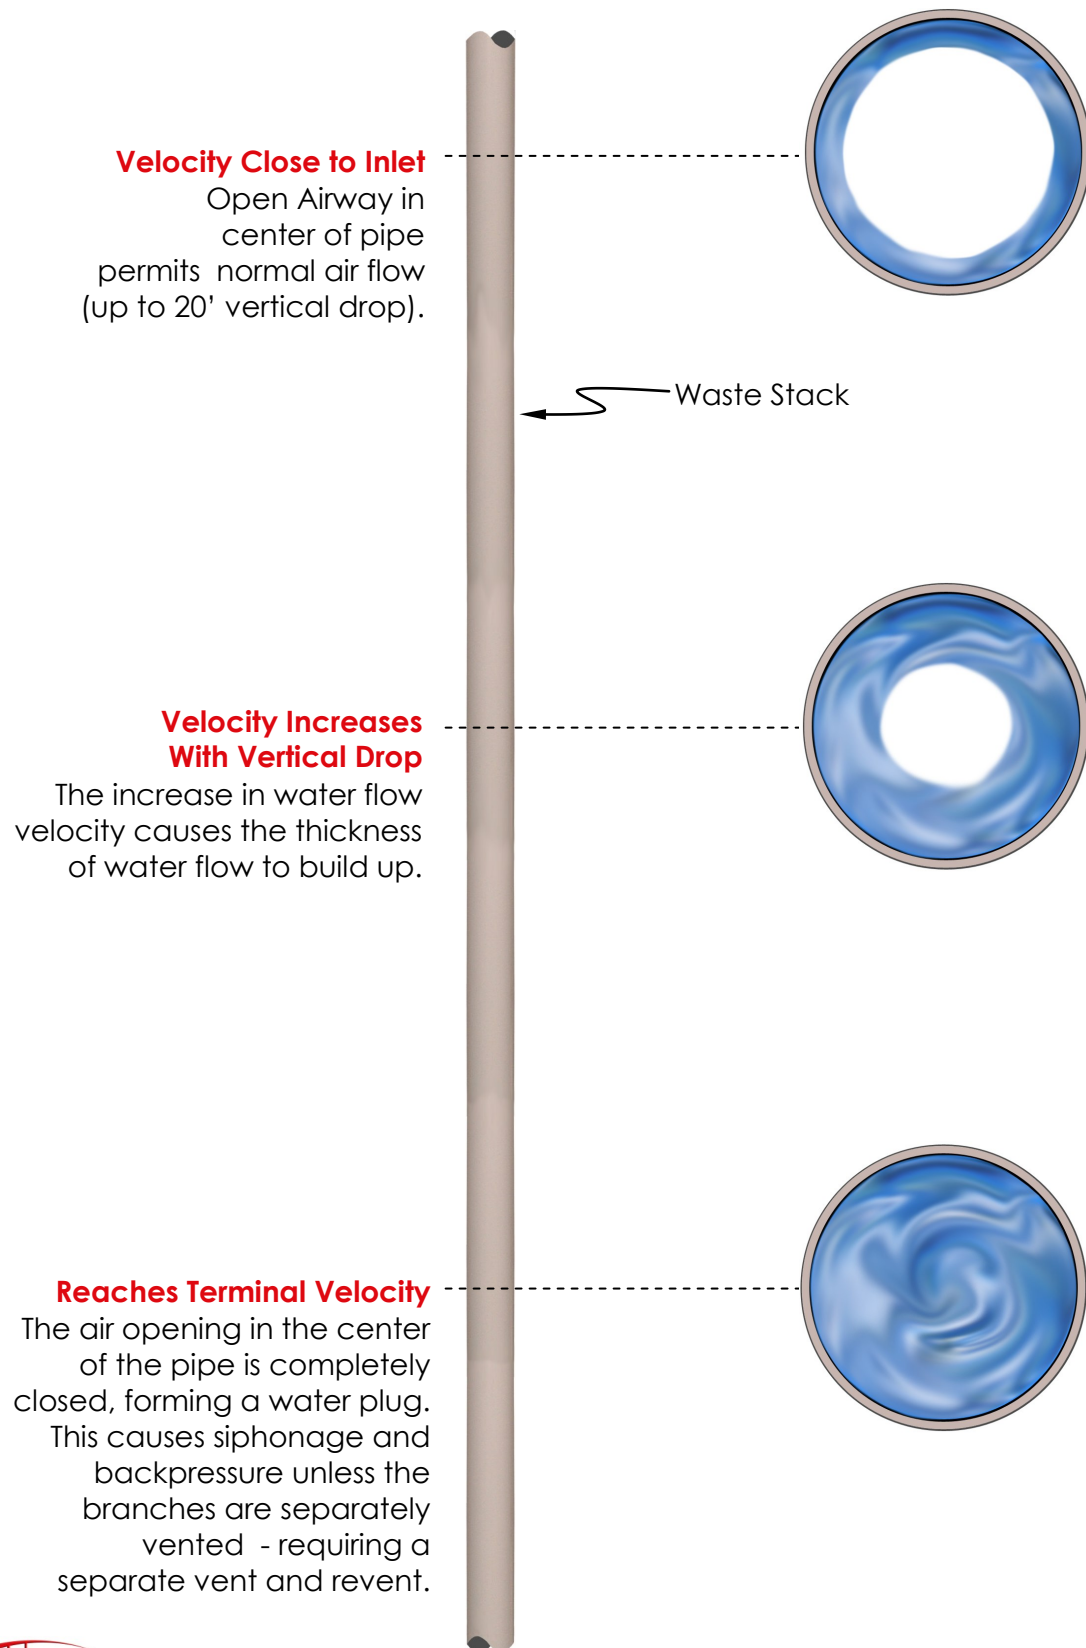 Velocity Close to Inlet
Open Airway in
center of pipe
permits  normal air flow
(up to 20’ vertical drop).
Waste Stack
Velocity Increases
With Vertical Drop
The increase in water flow
velocity causes the thickness
of water flow to build up.
Reaches Terminal Velocity
The air opening in the center
of the pipe is completely
closed, forming a water plug.
This causes siphonage and
backpressure unless the
branches are separately
vented  - requiring a
separate vent and revent.